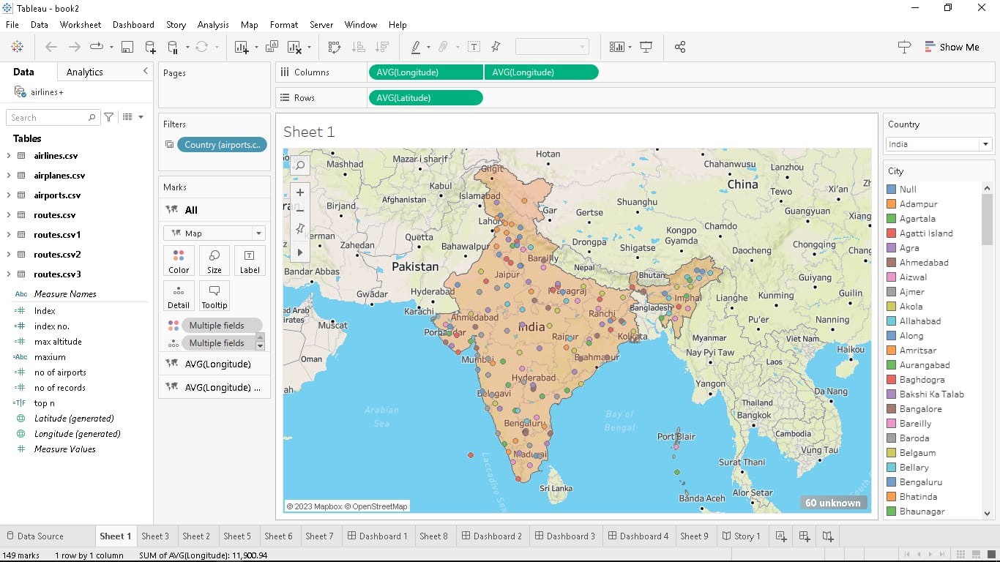 Tableau - book2
File Data Worksheet Dashboard Story Analysis Map Format Server Window Help
Show Me
Data Analytics
airlines+
Search
Tables
airlines.csv
airplanes.csv
airports.csv
routes.csv
routes.csv1
routes.csv2
routes.csv3
Abc Measure Names
Index
index no.
max altitude
=Abc maxium
no of airports
no of records
=T|F top n
Latitude (generated)
Longitude (generated)
Measure Values
Pages
Filters
Country (airports.c..
Marks
All
Map
Color Size Label
Detail Tooltip
Multiple fields
Multiple fields
AVG(Longitude)
AVG(Longitude) ...
Columns AVG(Longitude) AVG(Longitude)
Rows AVG(Latitude)
Sheet 1
Hotan
Mashhad
Mazar-i sharif
Gilgit
Chahanwusu
Lanzhou
China
Kabul
Islamabad
Tewo
Xi'an
Afghanistan
Birjand
Gar
Shuanghu
Gertse
Guangyuan
Xiang
Lahor
Kongpo
Gyamda
Chamdo
erman
Zahedan
Quetta
Bahawalpur
Drongpa
Shigatse
Daocheng
Chongqing
Chang
Bareilly
Pakistan
Nepal
Bandar Abbas
Jaipur
Bhutan
Guiyang
Gwadar
Hyderabad
Prayagraj
Imphal
Lianghe
Kunming
Guilin
Karachi
Bangladesh
Muscat
Ahmedabad
Ranchi
Pu'er
Nanning
India
Porbandar
Raipur
Kolkata
Myanmar
Viet Nam
Oman
Mumbai
Brahmapur
Nay Pyi Taw
Haikou
Laos
Hyderabad
Yangon
Belagavi
Da Nang
Arabian
Sea
Bay of
Bengal
Thailand
Bangkok
Bengaluru
Cambodia
Port Blair
Vung Tau
Madurai
Surat Thani
Laccadive Sea
Sri Lanka
Alor Setar
Banda Aceh
© 2023 Mapbox © OpenStreetMap
60 unknown
Country
India
City
Null
Adampur
Agartala
Agatti Island
Agra
Ahmedabad
Aizwal
Ajmer
Akola
Allahabad
Along
Amritsar
Aurangabad
Baghdogra
Bakshi Ka Talab
Bangalore
Bareilly
Baroda
Belgaum
Bellary
Bengaluru
Bhatinda
Bhaunagar
Data Source Sheet 1 Sheet 3 Sheet 2 Sheet 5 Sheet 6 Sheet 7 Dashboard 1 Sheet 8 Dashboard 2 Dashboard 3 Dashboard 4 Sheet 9 Story 1
149 marks 1 row by 1 column SUM of AVG(Longitude): 11,900.94